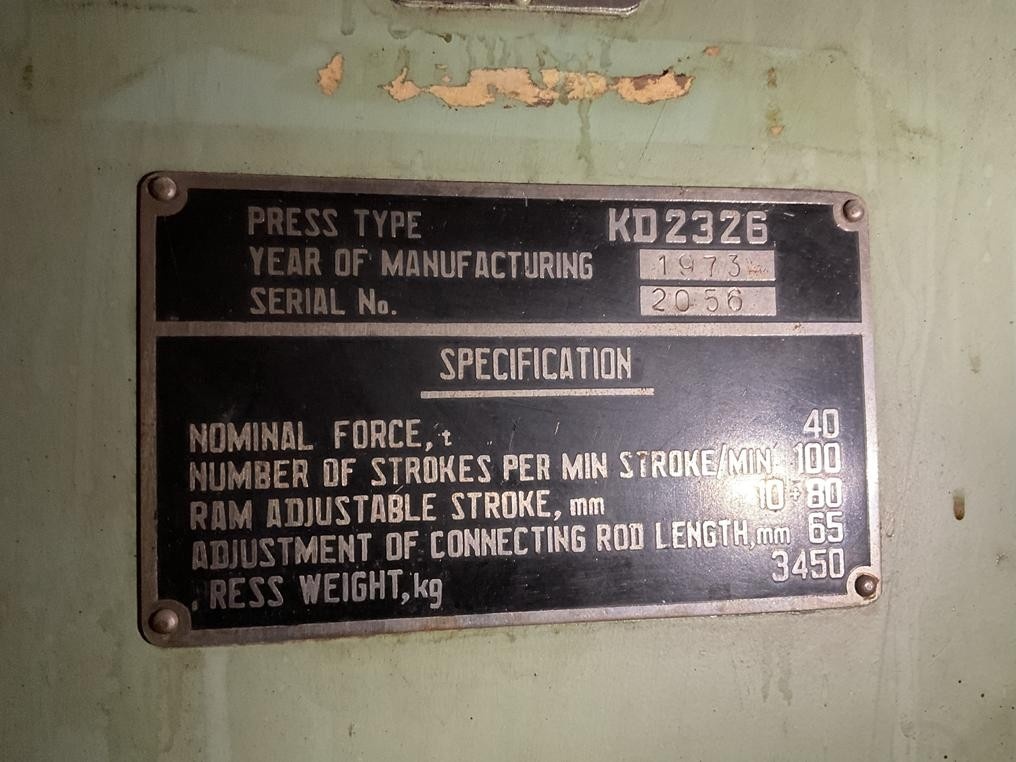 PRESS TYPE KD2326
YEAR OF MANUFACTURING 1973
SERIAL No. 2056
SPECIFICATION
NOMINAL FORCE, t 40
NUMBER OF STROKES PER MIN STROKE/MIN 100
RAM ADJUSTABLE STROKE, mm 10÷80
ADJUSTMENT OF CONNECTING ROD LENGTH, mm 65
PRESS WEIGHT, kg 3450